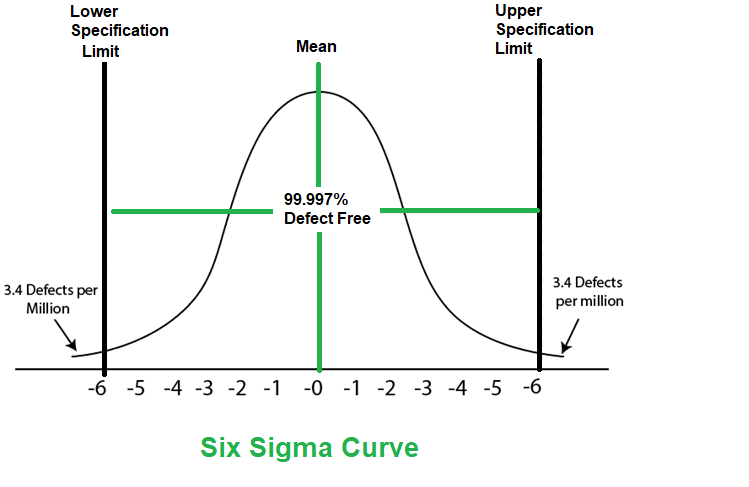 Lower
Specification
Limit
Mean
Upper
Specification
Limit
99.997%
Defect Free
3.4 Defects per
Million
3.4 Defects
per million
-6 -5 -4 -3 -2 -1 -0 -1 -2 -3 -4 -5 -6
Six Sigma Curve